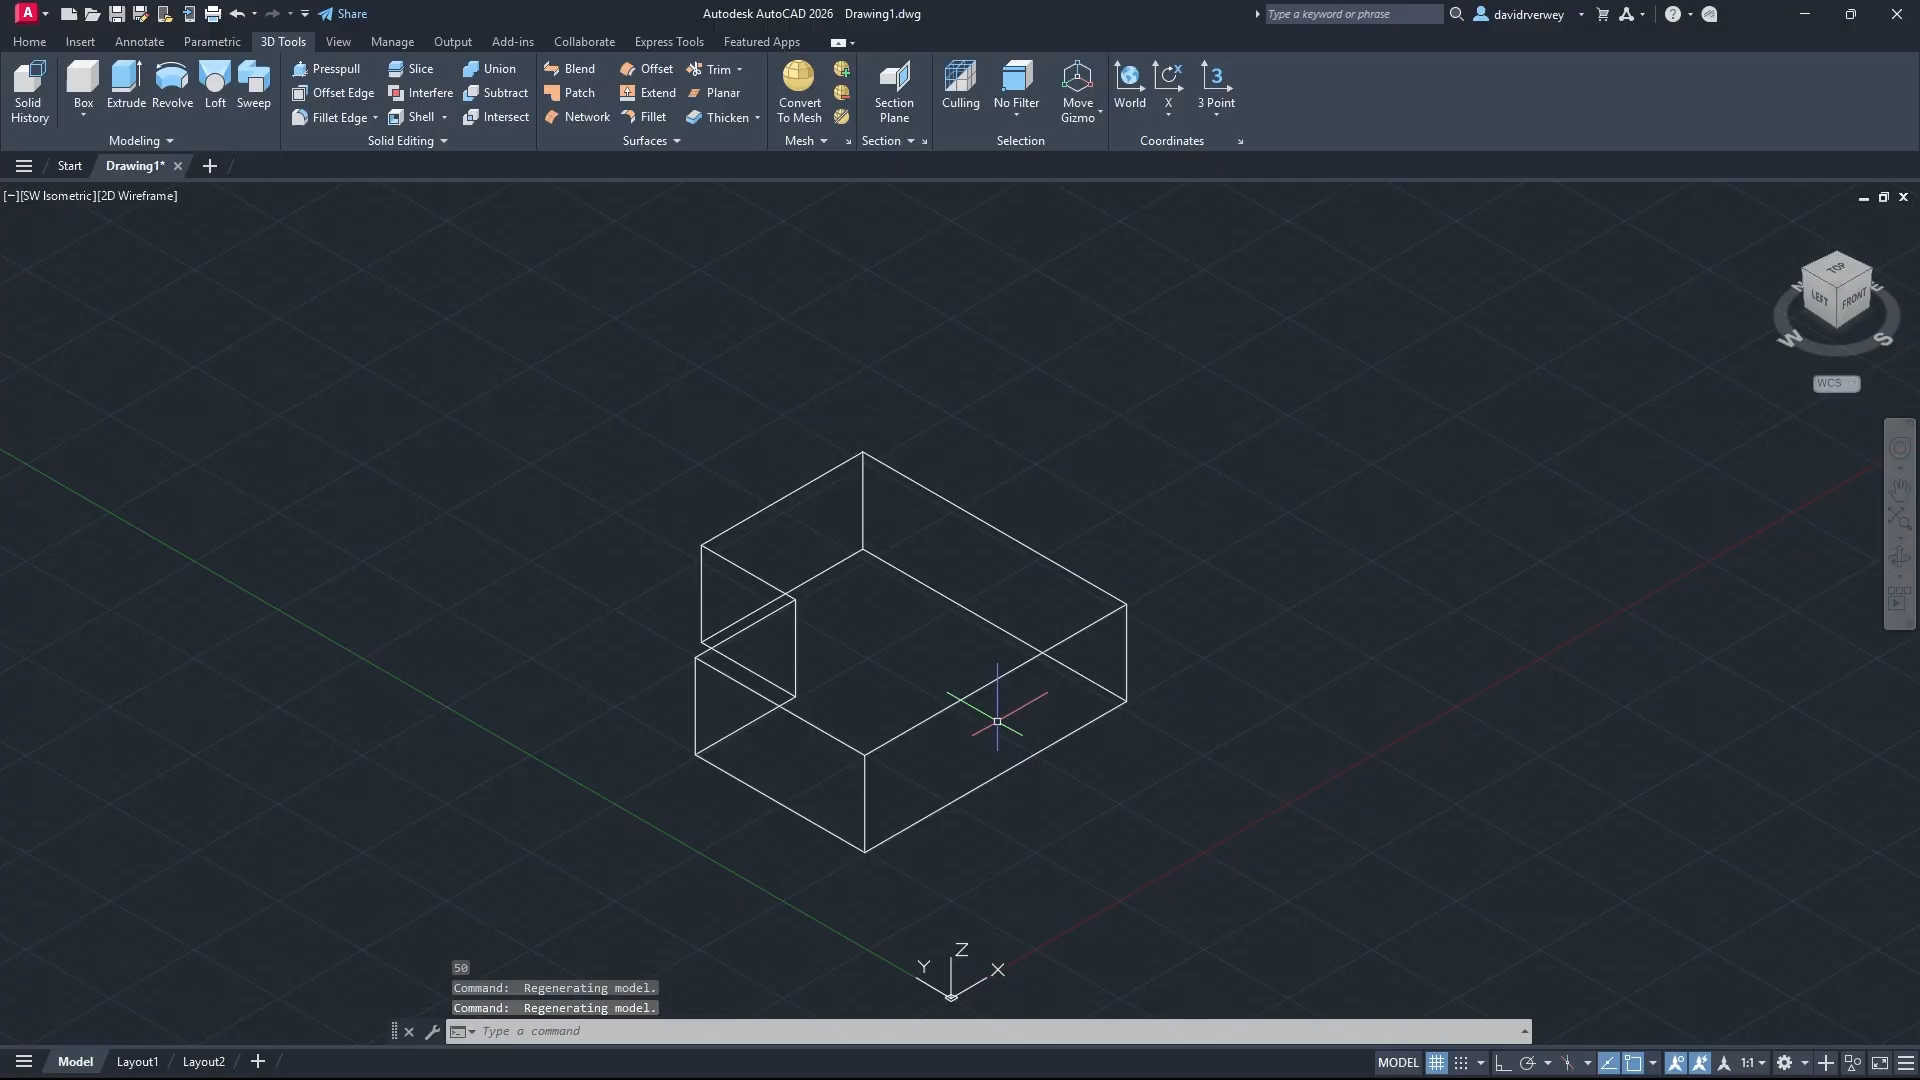 A Share Autodesk AutoCAD 2026 Drawing1.dwg Type a keyword or phrase davidrverwey
Home Insert Annotate Parametric 3D Tools View Manage Output Add-ins Collaborate Express Tools Featured Apps
Solid History
Box
Extrude
Revolve
Loft
Sweep
Presspull
Offset Edge
Fillet Edge
Slice
Interfere
Shell
Union
Subtract
Intersect
Blend
Patch
Network
Offset
Extend
Fillet
Trim
Planar
Thicken
Convert To Mesh
Section Plane
Culling
No Filter
Move Gizmo
World
X
3 Point
Modeling Solid Editing Surfaces Mesh Section Selection Coordinates
Start Drawing1*
[−][SW Isometric][2D Wireframe]
TOP
LEFT FRONT
N E
W S
WCS
Z
Y X
50
Command: Regenerating model.
Command: Regenerating model.
Type a command
Model Layout1 Layout2 MODEL 1:1